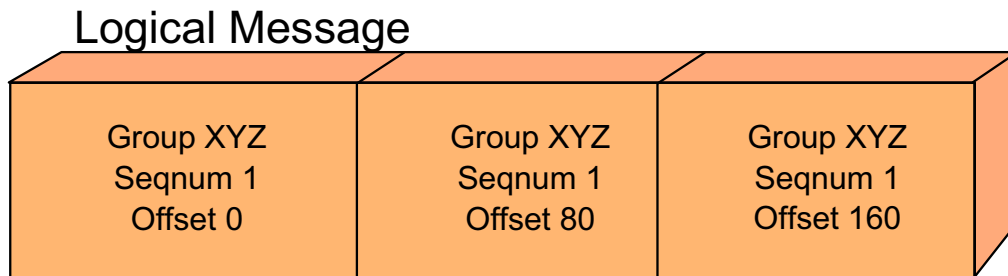 Logical Message
Group XYZ
Seqnum 1
Offset 0
Group XYZ
Seqnum 1
Offset 80
Group XYZ
Seqnum 1
Offset 160